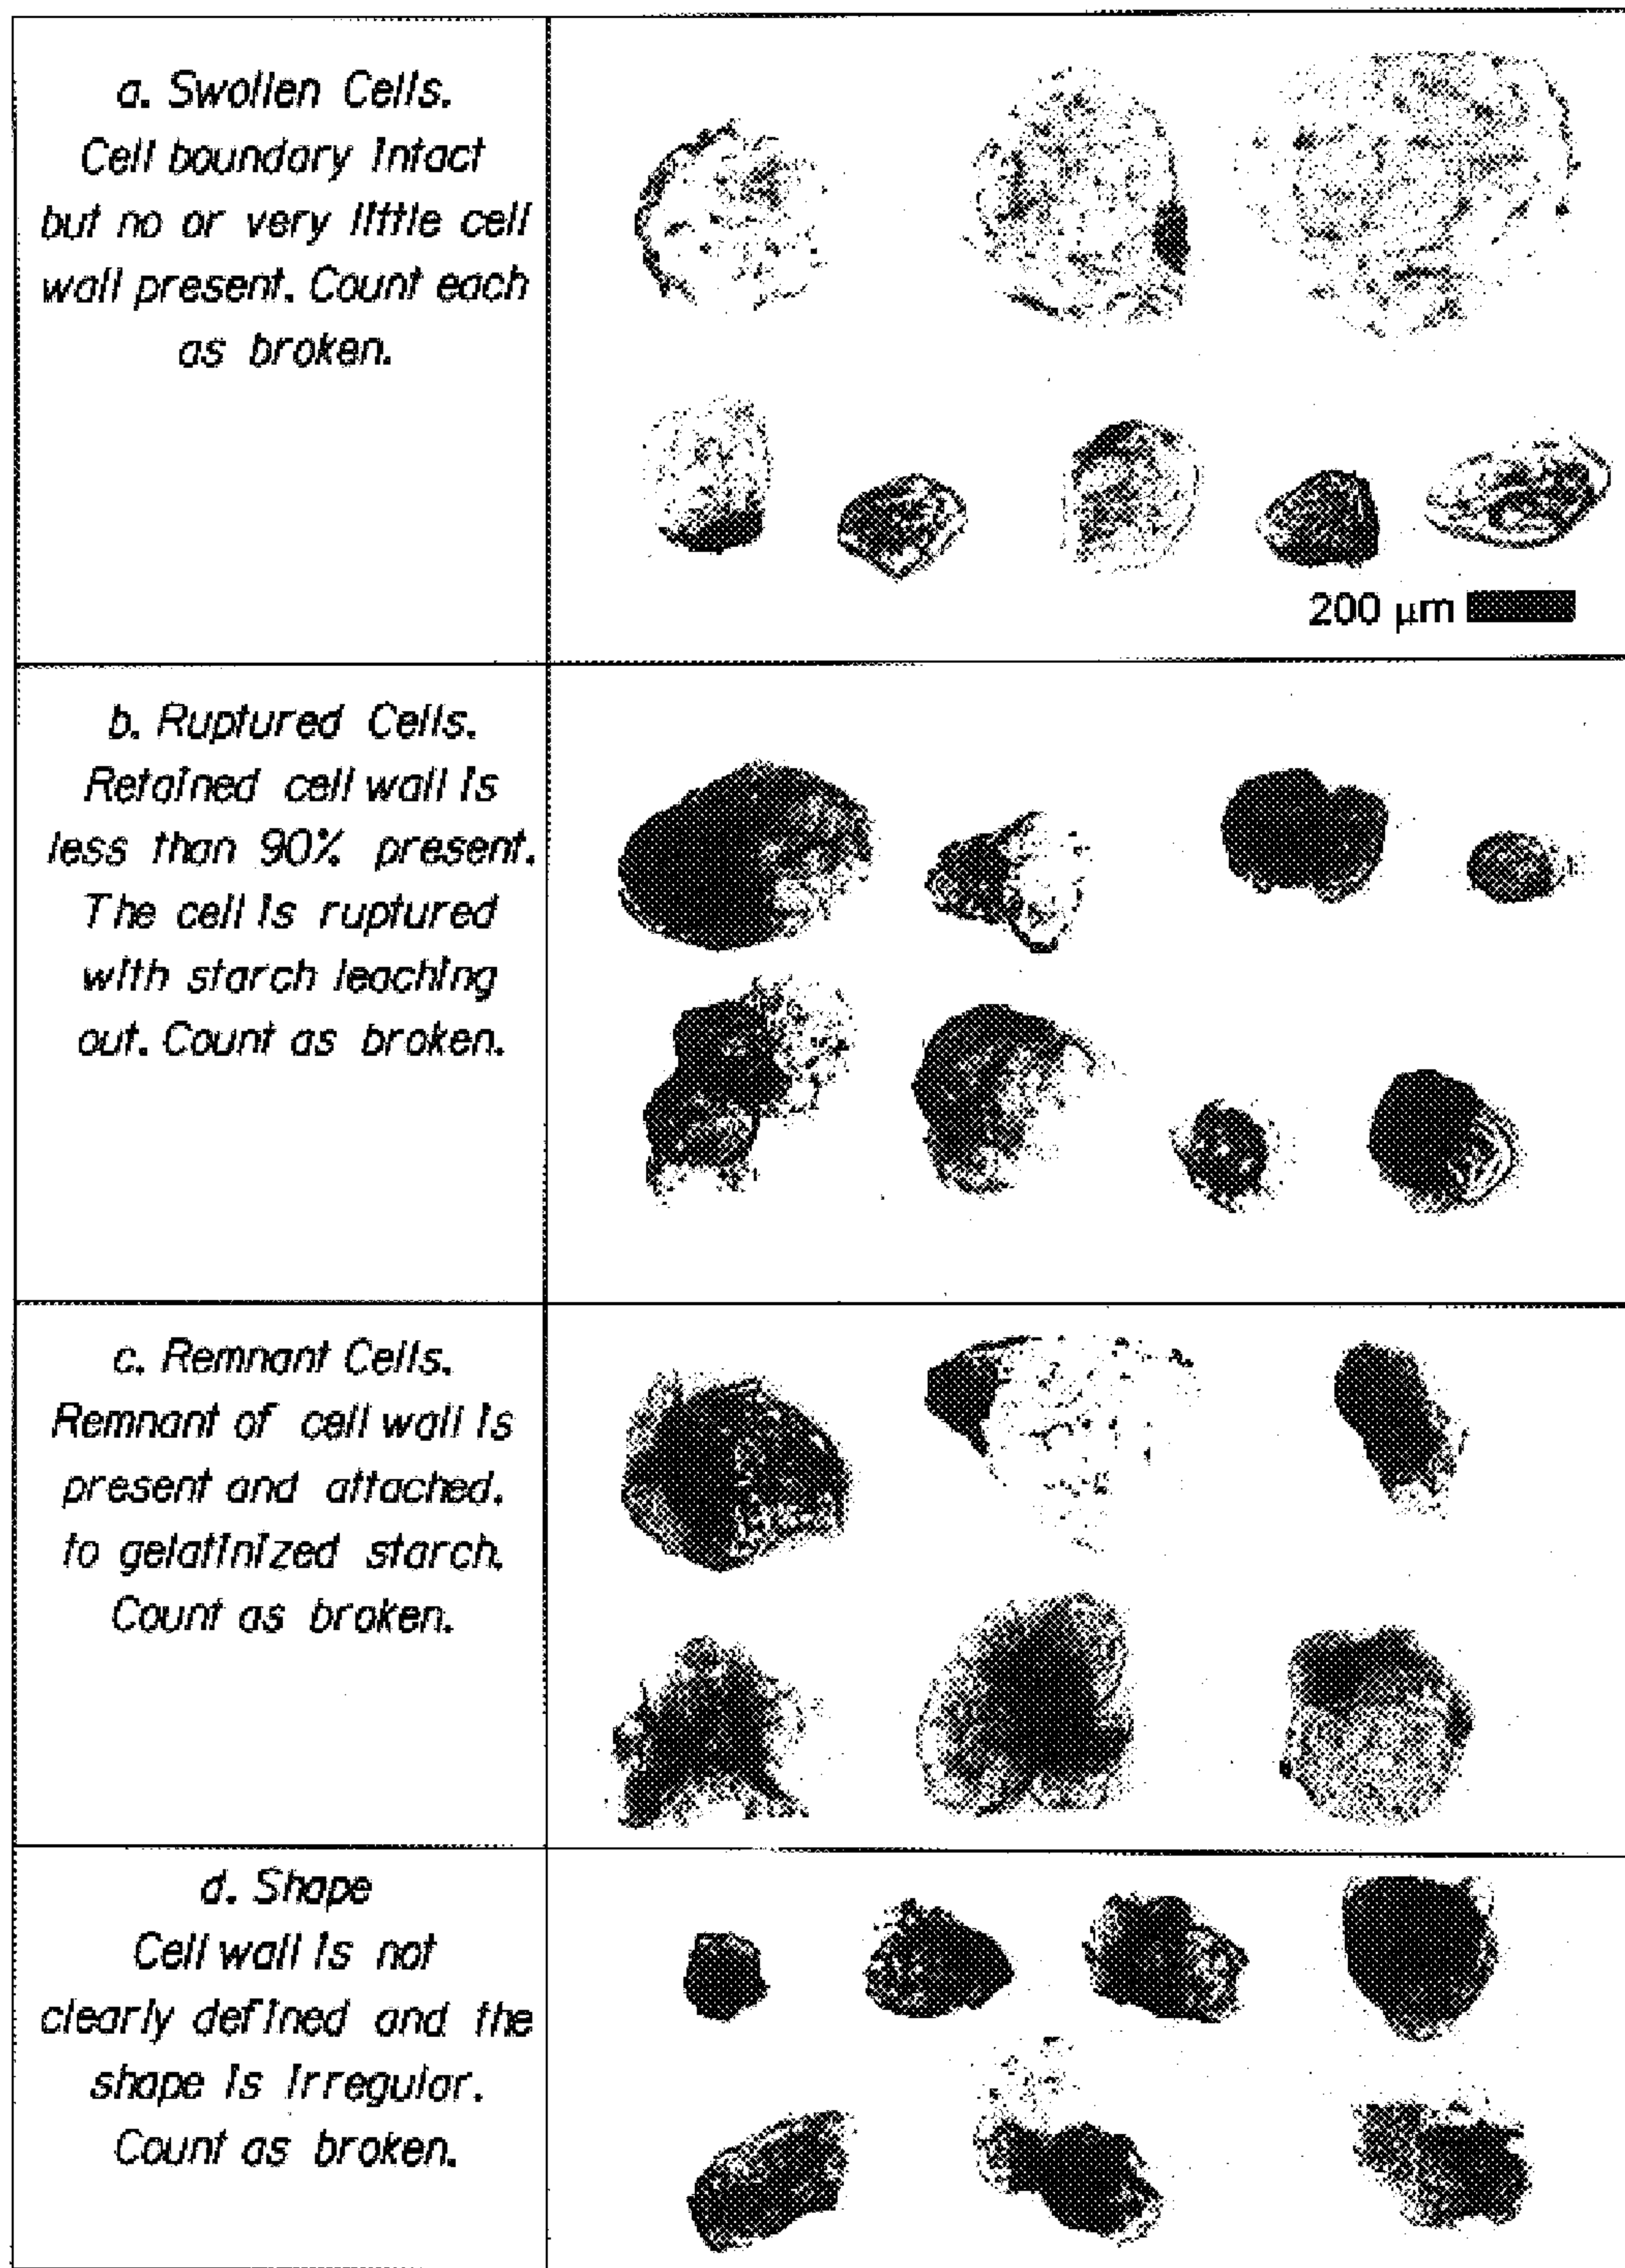 a. Swollen Cells.
Cell boundary intact
but no or very little cell
wall present. Count each
as broken.
200 μm
b. Ruptured Cells.
Retained cell wall is
less than 90% present.
The cell is ruptured
with starch leaching
out. Count as broken.
c. Remnant Cells.
Remnant of cell wall is
present and attached.
to gelatinized starch.
Count as broken.
d. Shape
Cell wall is not
clearly defined and the
shape is irregular.
Count as broken.